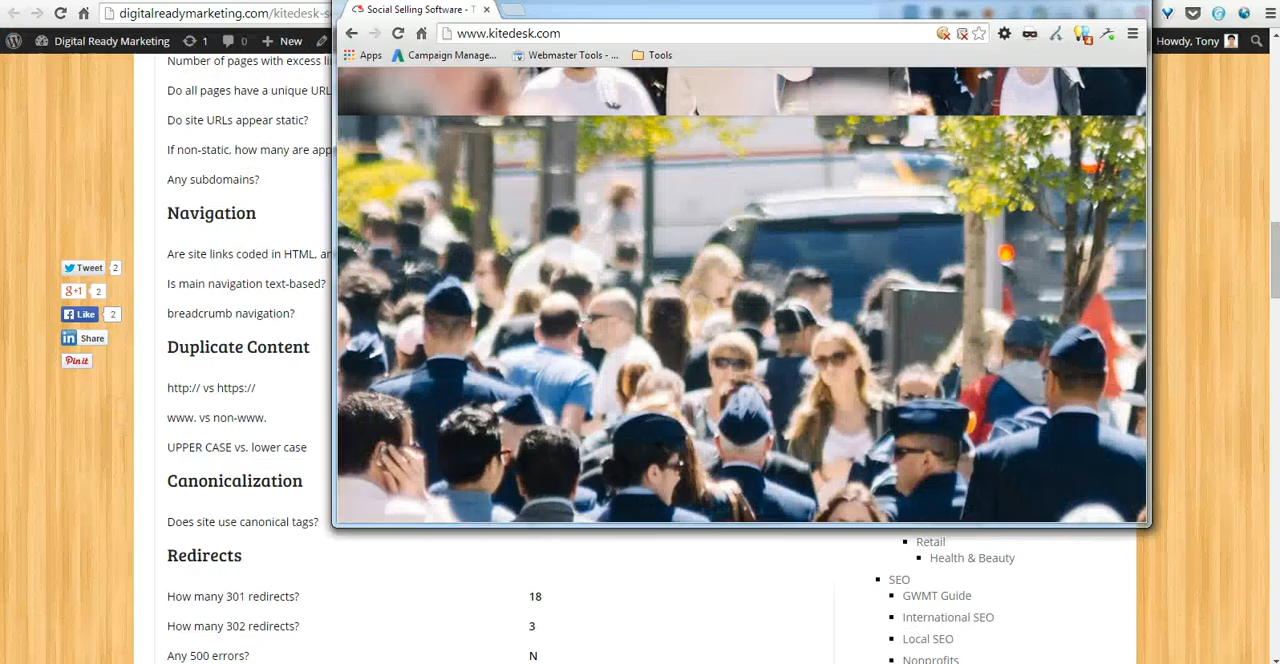 digitalreadymarketing.com/kitedesk-s
Social Selling Software - T
www.kitedesk.com
Apps Campaign Manage... Webmaster Tools - ... Tools
4
Digital Ready Marketing 1 0 New
Howdy, Tony
Number of pages with excess li
Do all pages have a unique URL
Do site URLs appear static?
If non-static, how many are app
Any subdomains?
Navigation
Are site links coded in HTML, an
Is main navigation text-based?
breadcrumb navigation?
Duplicate Content
http:// vs https://
www. vs non-www.
UPPER CASE vs. lower case
Canonicalization
Does site use canonical tags?
Redirects
How many 301 redirects? 18
How many 302 redirects? 3
Any 500 errors? N
Tweet 2
g+1 2
Like 2
in Share
Pin it
Retail
Health & Beauty
SEO
GWMT Guide
International SEO
Local SEO
Nonprofits